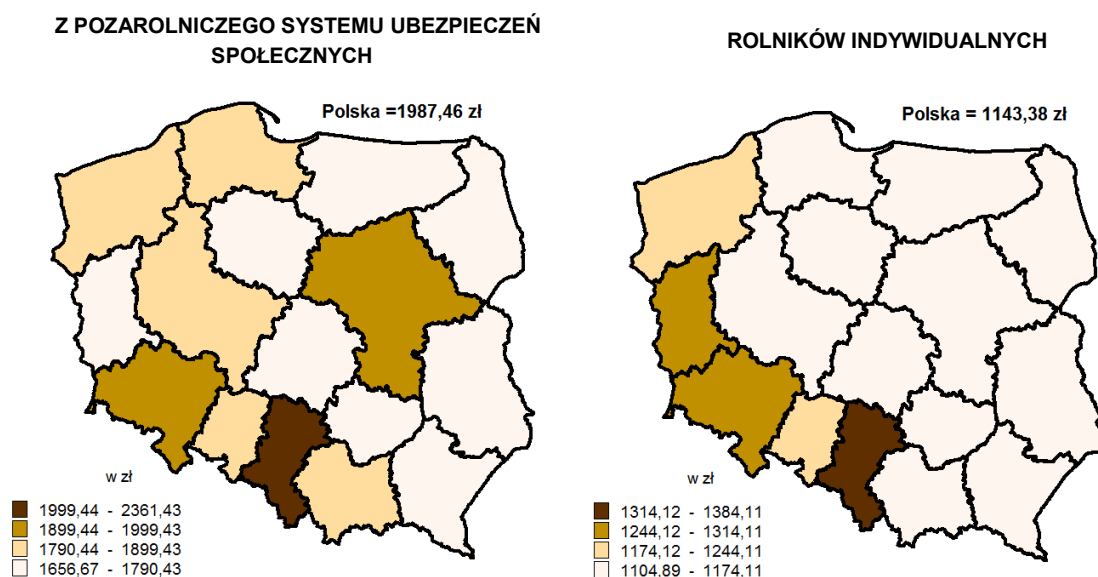 Z POZAROLNICZEGO SYSTEMU UBEZPIECZEŃ
SPOŁECZNYCH
Polska =1987,46 zł
w zł
1999,44 - 2361,43
1899,44 - 1999,43
1790,44 - 1899,43
1656,67 - 1790,43
ROLNIKÓW INDYWIDUALNYCH
Polska = 1143,38 zł
w zł
1314,12 - 1384,11
1244,12 - 1314,11
1174,12 - 1244,11
1104,89 - 1174,11